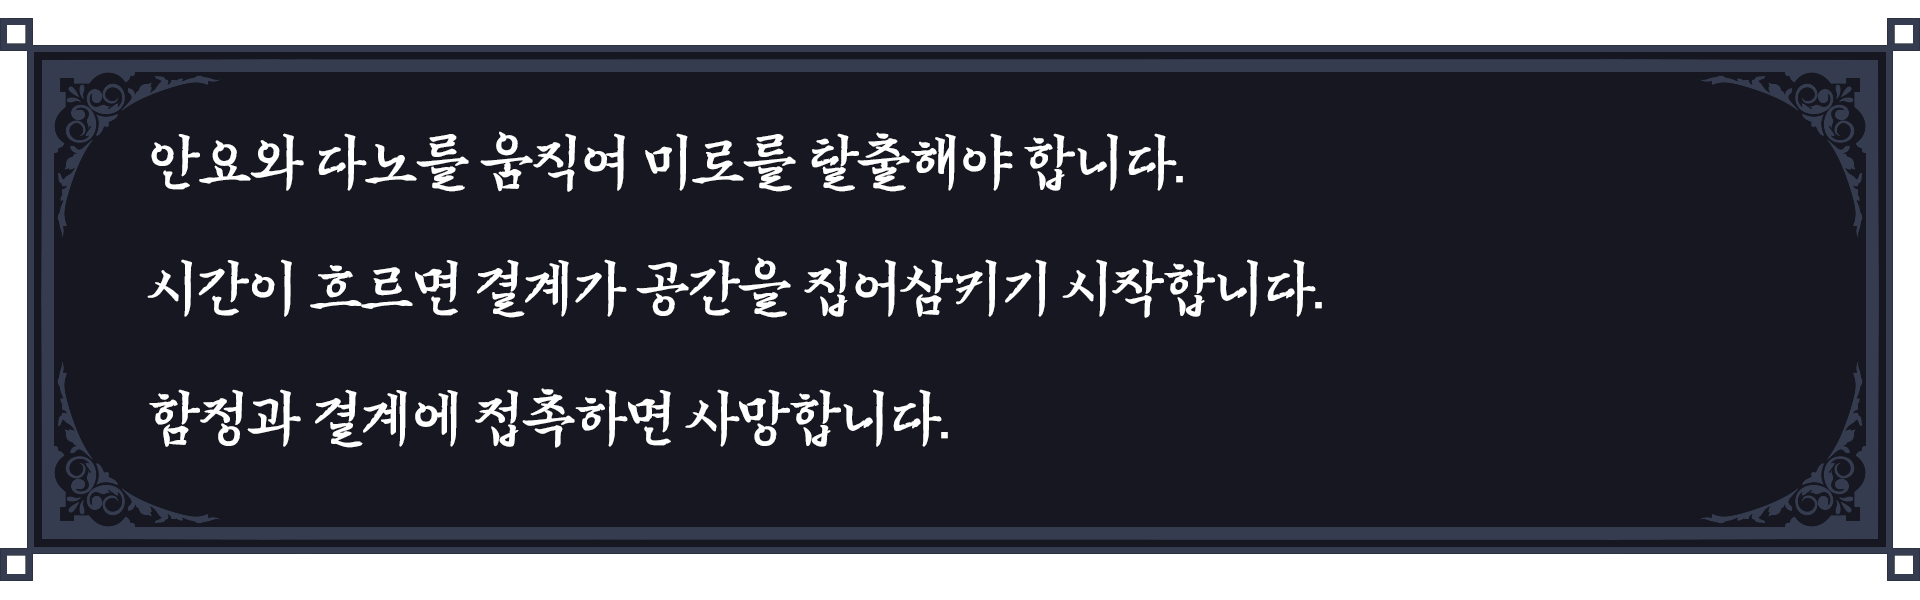 안요와 다노를 움직여 미로를 탈출해야 합니다.
시간이 흐르면 결계가 공간을 집어삼키기 시작합니다.
함정과 결계에 접촉하면 사망합니다.